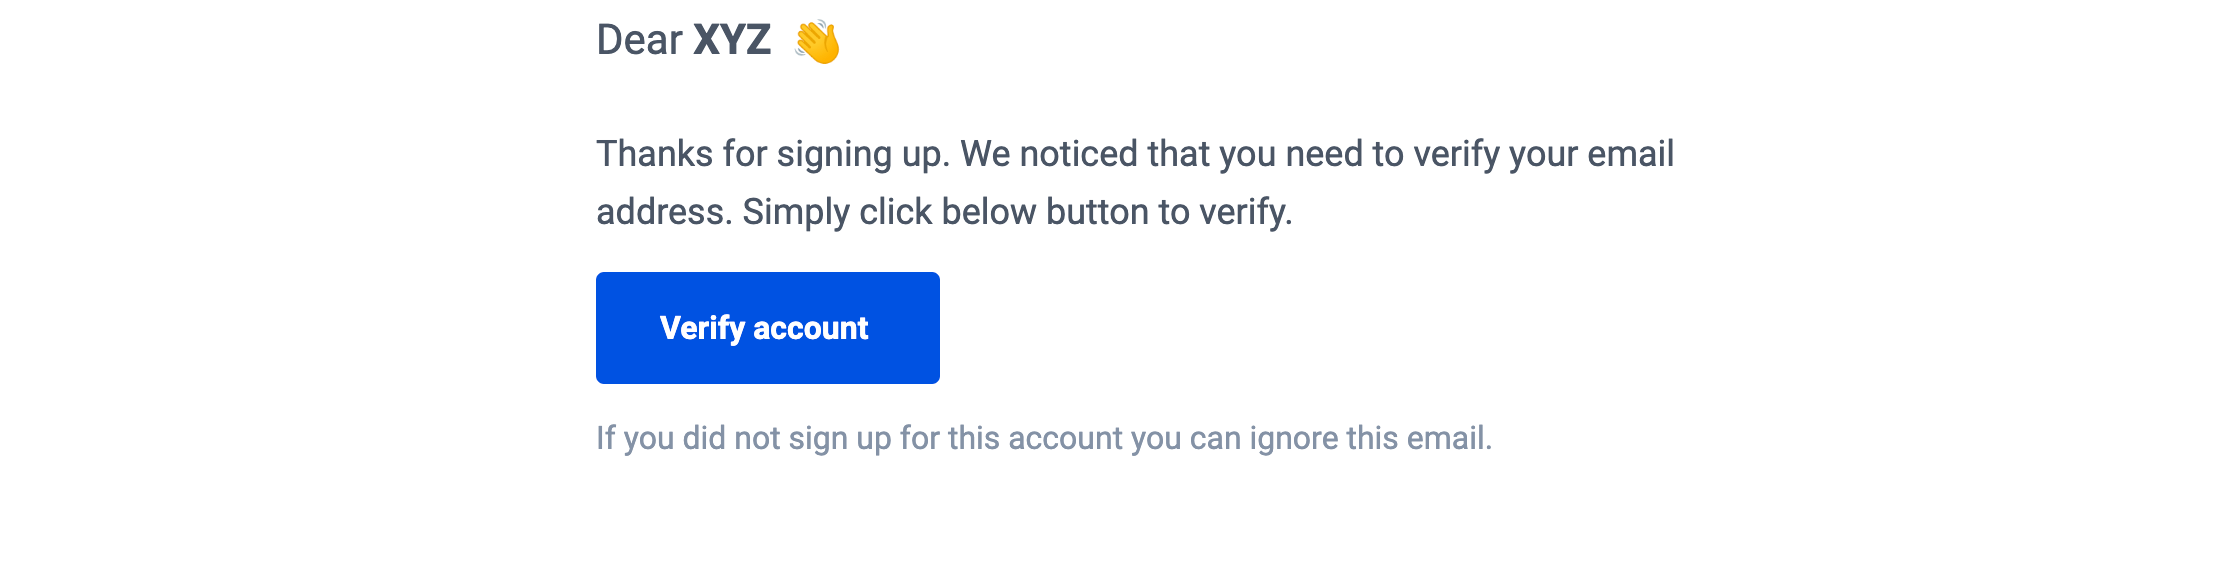 Dear XYZ 👋
Thanks for signing up. We noticed that you need to verify your email
address. Simply click below button to verify.
Verify account
If you did not sign up for this account you can ignore this email.